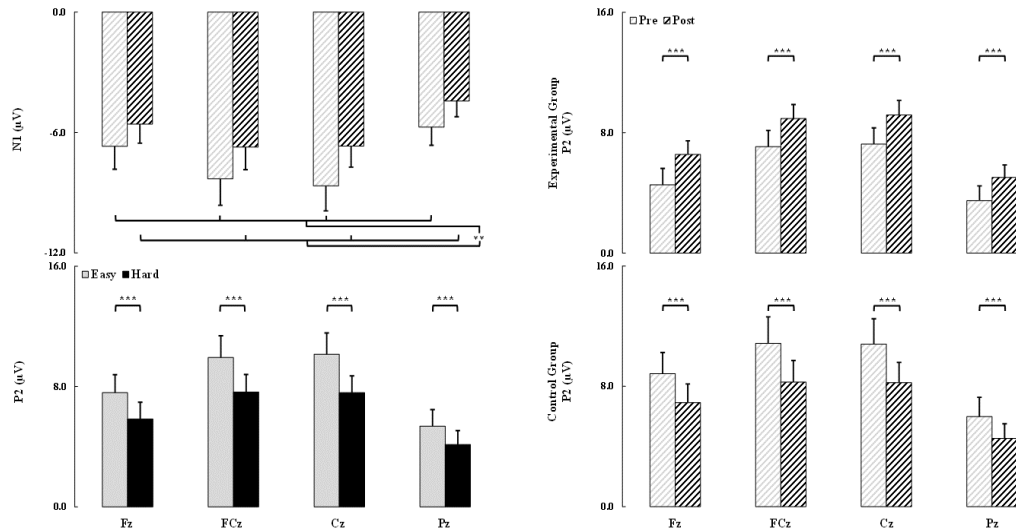 0.0
-6.0
-12.0
N1 (µV)
**
16.0
8.0
0.0
P2 (µV)
Easy Hard
*** *** *** ***
Fz FCz Cz Pz
16.0
8.0
0.0
Experimental Group
P2 (µV)
Pre Post
*** *** *** ***
16.0
8.0
0.0
Control Group
P2 (µV)
*** *** *** ***
Fz FCz Cz Pz